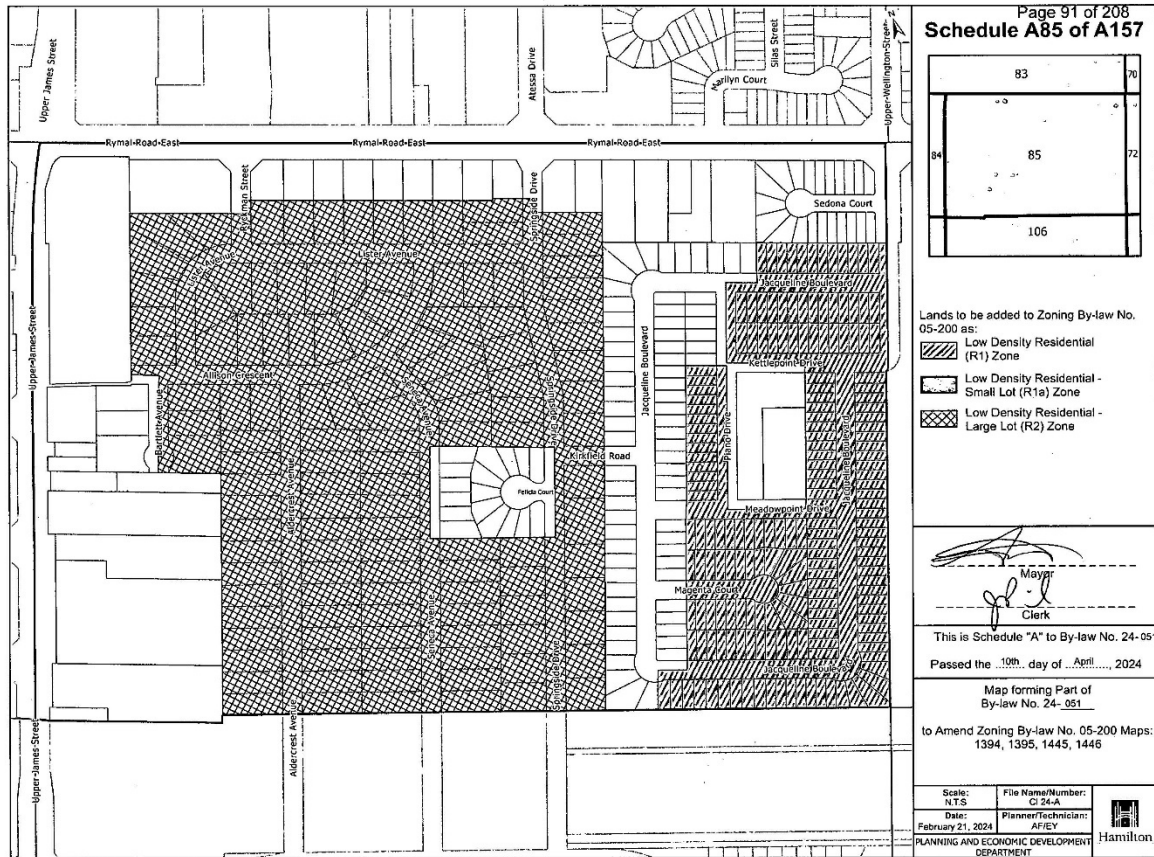 Page 91 of 208
Schedule A85 of A157
83
70
84
85
72
106
Lands to be added to Zoning By-law No.
05-200 as:
Low Density Residential
(R1) Zone
Low Density Residential -
Small Lot (R1a) Zone
Low Density Residential -
Large Lot (R2) Zone
Mayor
Clerk
This is Schedule "A" to By-law No. 24-051
Passed the 10th day of April, 2024
Map forming Part of
By-law No. 24- 051
to Amend Zoning By-law No. 05-200 Maps:
1394, 1395, 1445, 1446
Scale:
N.T.S
File Name/Number:
CI 24-A
Date:
February 21, 2024
Planner/Technician:
AF/EY
PLANNING AND ECONOMIC DEVELOPMENT
DEPARTMENT
Hamilton
Upper James Street
Atessa Drive
Silas Street
Marilyn Court
Upper-Wellington-Street
N
Rymal-Road-East
Rymal-Road-East
Rymal-Road-East
Ryckman Street
Springside Drive
Sedona Court
Lister Avenue
Lister Avenue
Jacqueline Boulevard
Upper-James-Street
Allison Crescent
Kettlepoint Drive
Bartlett Avenue
Seneca Avenue
Springside Drive
Jacqueline Boulevard
Plano Drive
Jacqueline Boulevard
Kirkfield Road
Aldercrest Avenue
Felicia Court
Meadowpoint Drive
Magenta Court
Seneca Avenue
Springside Drive
Jacqueline Boulevard
Aldercrest Avenue
Upper-James-Street